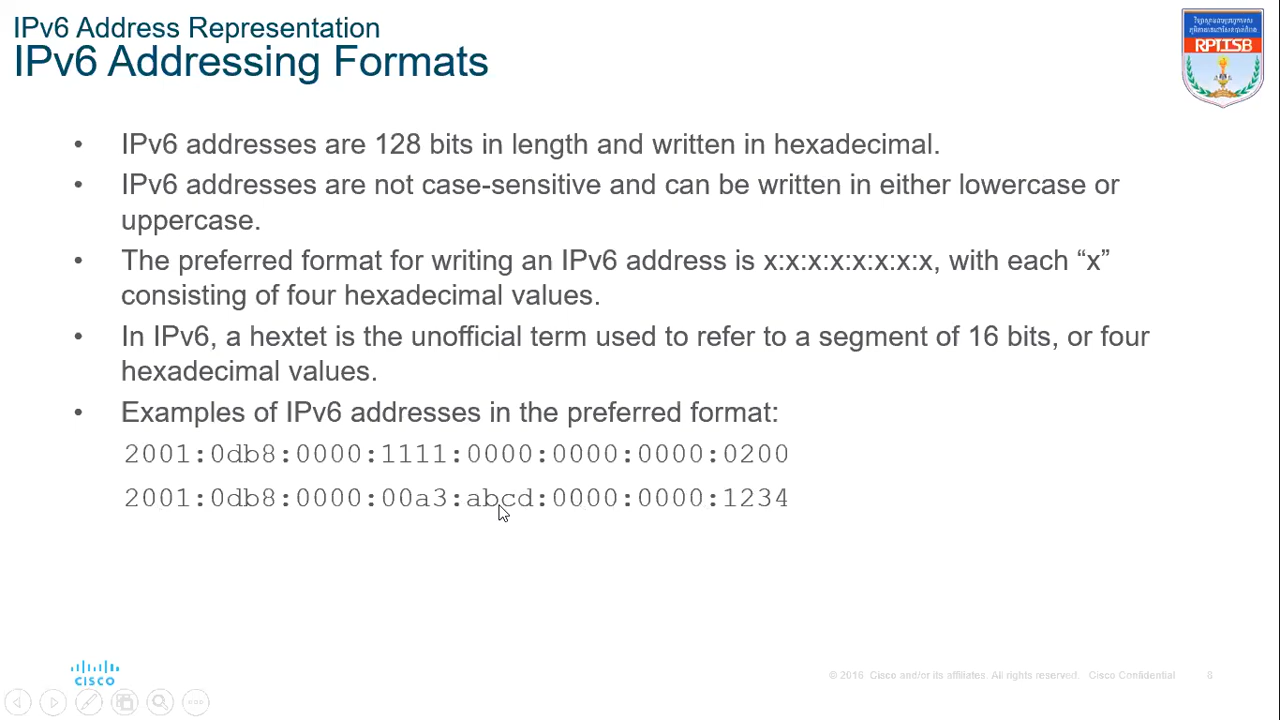 IPv6 Address Representation
IPv6 Addressing Formats
RPITSB
• IPv6 addresses are 128 bits in length and written in hexadecimal.
• IPv6 addresses are not case-sensitive and can be written in either lowercase or
uppercase.
• The preferred format for writing an IPv6 address is x:x:x:x:x:x:x:x, with each “x”
consisting of four hexadecimal values.
• In IPv6, a hextet is the unofficial term used to refer to a segment of 16 bits, or four
hexadecimal values.
• Examples of IPv6 addresses in the preferred format:
2001:0db8:0000:1111:0000:0000:0000:0200
2001:0db8:0000:00a3:abcd:0000:0000:1234
CISCO
© 2016 Cisco and/or its affiliates. All rights reserved. Cisco Confidential